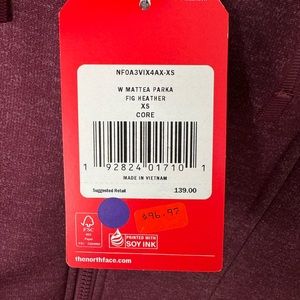 NF0A3VIX4AX-XS
W MATTEA PARKA
FIG HEATHER
XS
CORE
1 92824 01710 1
MADE IN VIETNAM
Suggested Retail 139.00
$96.97
FSC
PRINTED WITH
SOY INK
thenorthface.com